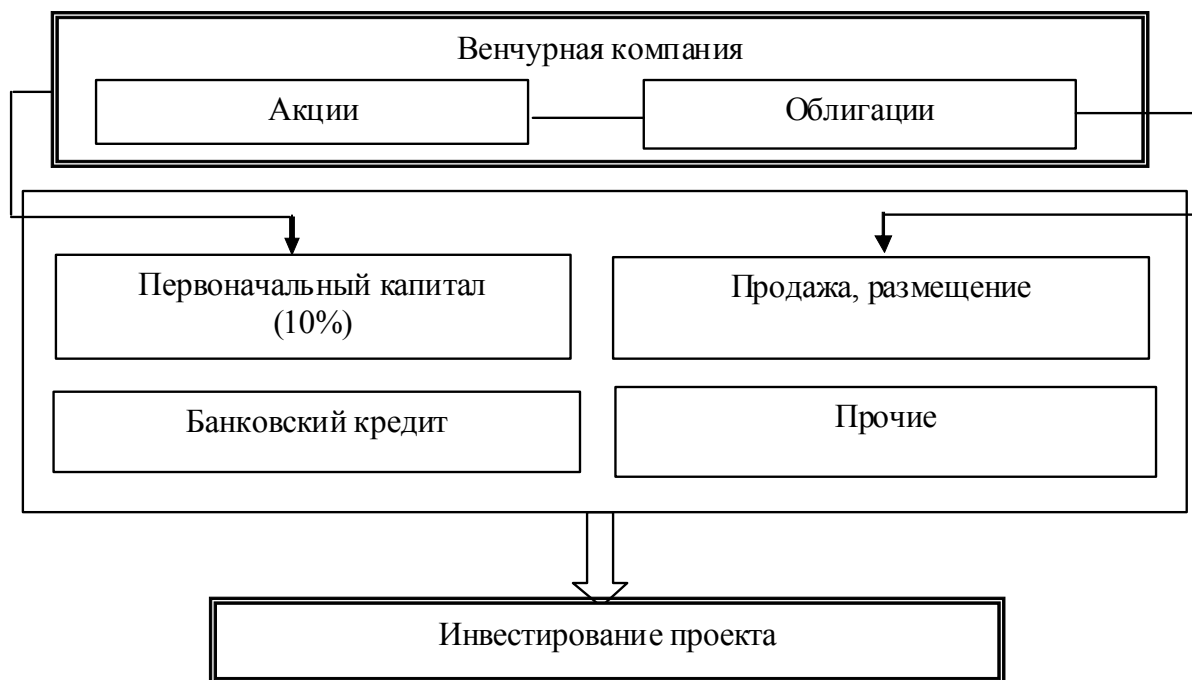 Венчурная компания
Акции
Облигации
Первоначальный капитал
(10%)
Продажа, размещение
Банковский кредит
Прочие
Инвестирование проекта